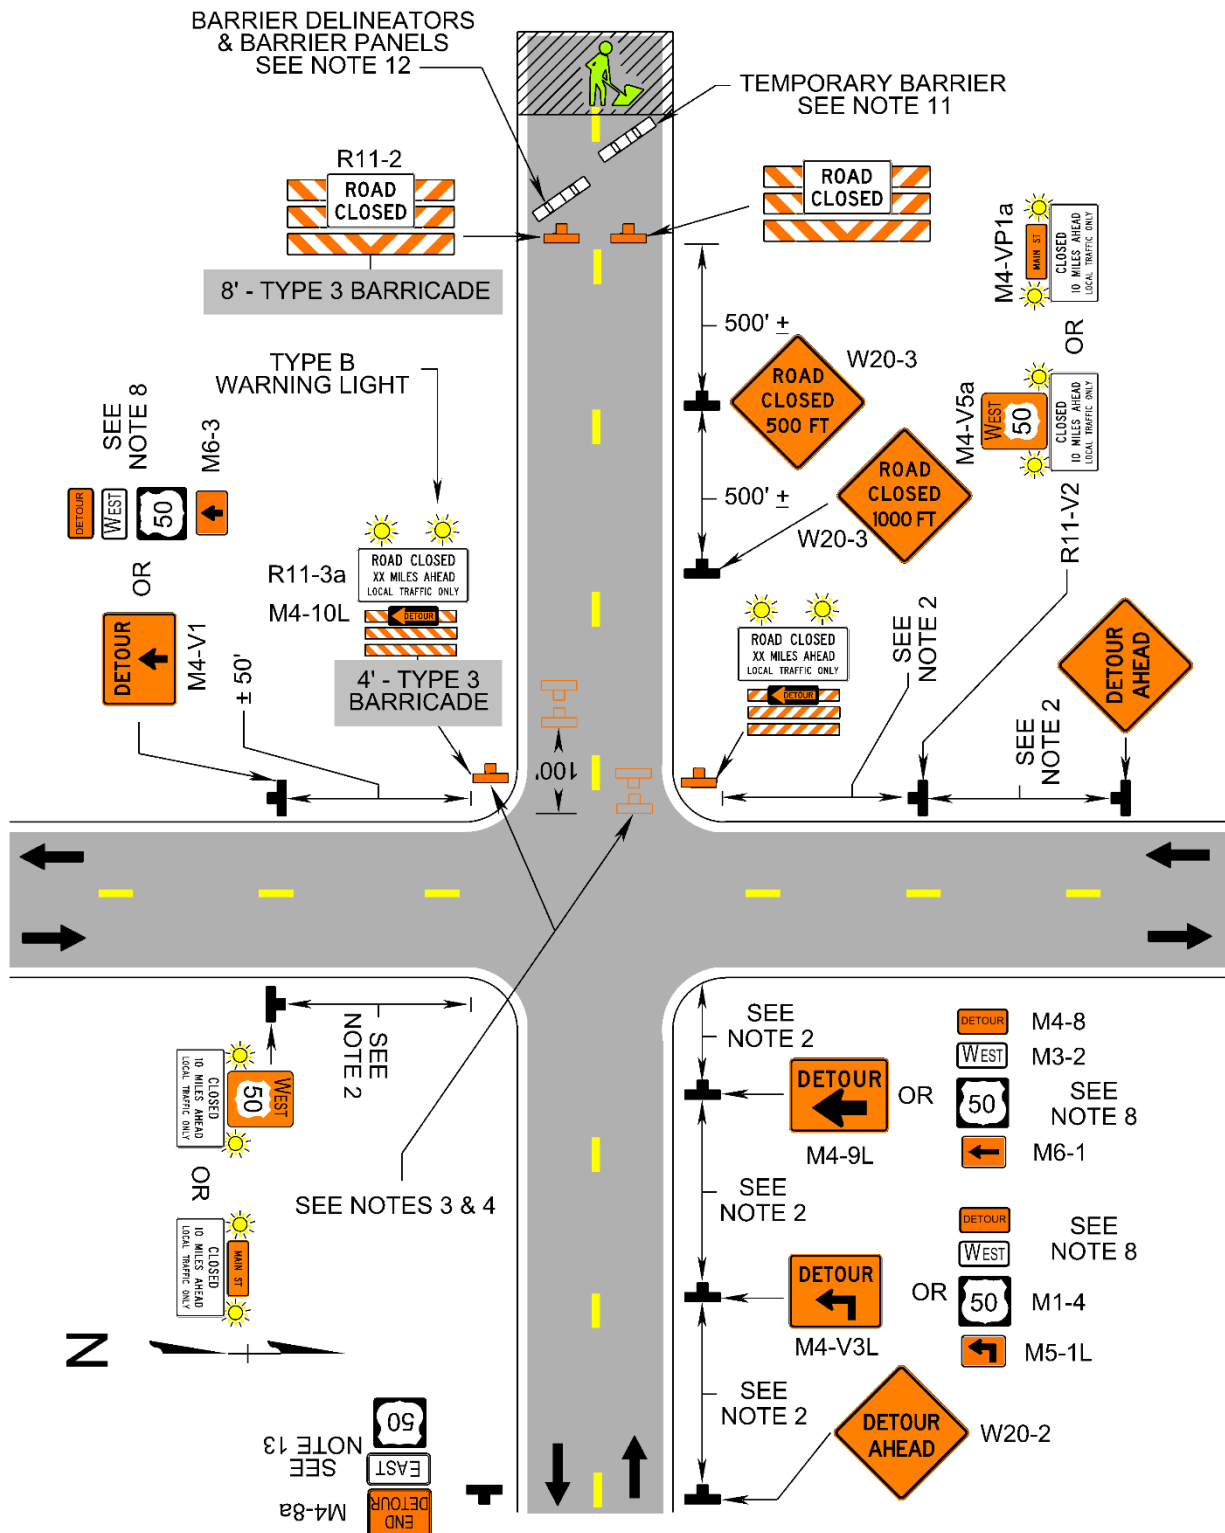 BARRIER DELINEATORS
& BARRIER PANELS
SEE NOTE 12
TEMPORARY BARRIER
SEE NOTE 11
R11-2
ROAD
CLOSED
ROAD
CLOSED
8' - TYPE 3 BARRICADE
M4-VP1a
MAIN ST
CLOSED
10 MILES AHEAD
LOCAL TRAFFIC ONLY
OR
500' ±
W20-3
ROAD
CLOSED
500 FT
TYPE B
WARNING LIGHT
M4-V5a
WEST
50
CLOSED
10 MILES AHEAD
LOCAL TRAFFIC ONLY
SEE
NOTE 8
M6-3
DETOUR
WEST
50
500' ±
W20-3
ROAD
CLOSED
1000 FT
R11-V2
OR
R11-3a
ROAD CLOSED
XX MILES AHEAD
LOCAL TRAFFIC ONLY
M4-10L
DETOUR
4' - TYPE 3
BARRICADE
DETOUR
M4-V1
± 50'
ROAD CLOSED
XX MILES AHEAD
LOCAL TRAFFIC ONLY
DETOUR
SEE
NOTE 2
SEE
NOTE 2
DETOUR
AHEAD
100'
SEE
NOTE 2
WEST
50
CLOSED
10 MILES AHEAD
LOCAL TRAFFIC ONLY
OR
MAIN ST
CLOSED
10 MILES AHEAD
LOCAL TRAFFIC ONLY
SEE NOTES 3 & 4
SEE
NOTE 2
DETOUR
M4-9L
OR
DETOUR
M4-8
WEST
M3-2
50
SEE
NOTE 8
M6-1
SEE
NOTE 2
DETOUR
M4-V3L
OR
DETOUR
WEST
SEE
NOTE 8
50
M1-4
M5-1L
SEE
NOTE 2
DETOUR
AHEAD
W20-2
N
50
EAST
SEE
NOTE 13
END
DETOUR
M4-8a